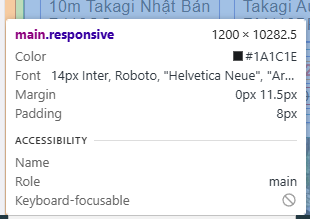 10m Takagi Nhật Bản
Takagi
main.responsive 1200 × 10282.5
Color #1A1C1E
Font 14px Inter, Roboto, "Helvetica Neue", "Ar...
Margin 0px 11.5px
Padding 8px
ACCESSIBILITY
Name
Role main
Keyboard-focusable